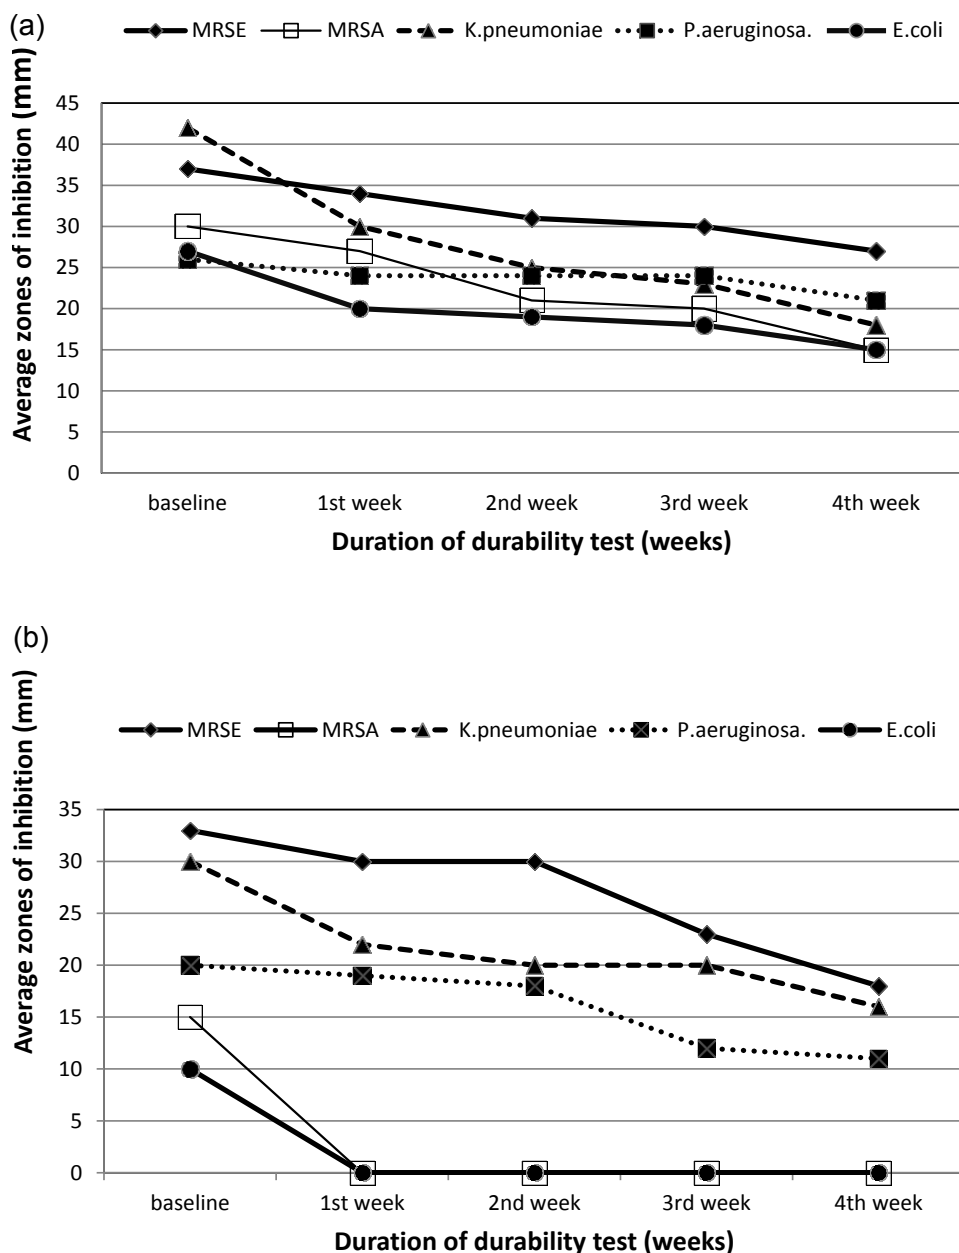 (a)
MRSE MRSA K.pneumoniae P.aeruginosa. E.coli
Average zones of inhibition (mm)
45
40
35
30
25
20
15
10
5
0
baseline 1st week 2nd week 3rd week 4th week
Duration of durability test (weeks)
(b)
MRSE MRSA K.pneumoniae P.aeruginosa. E.coli
Average zones of inhibition (mm)
35
30
25
20
15
10
5
0
baseline 1st week 2nd week 3rd week 4th week
Duration of durability test (weeks)